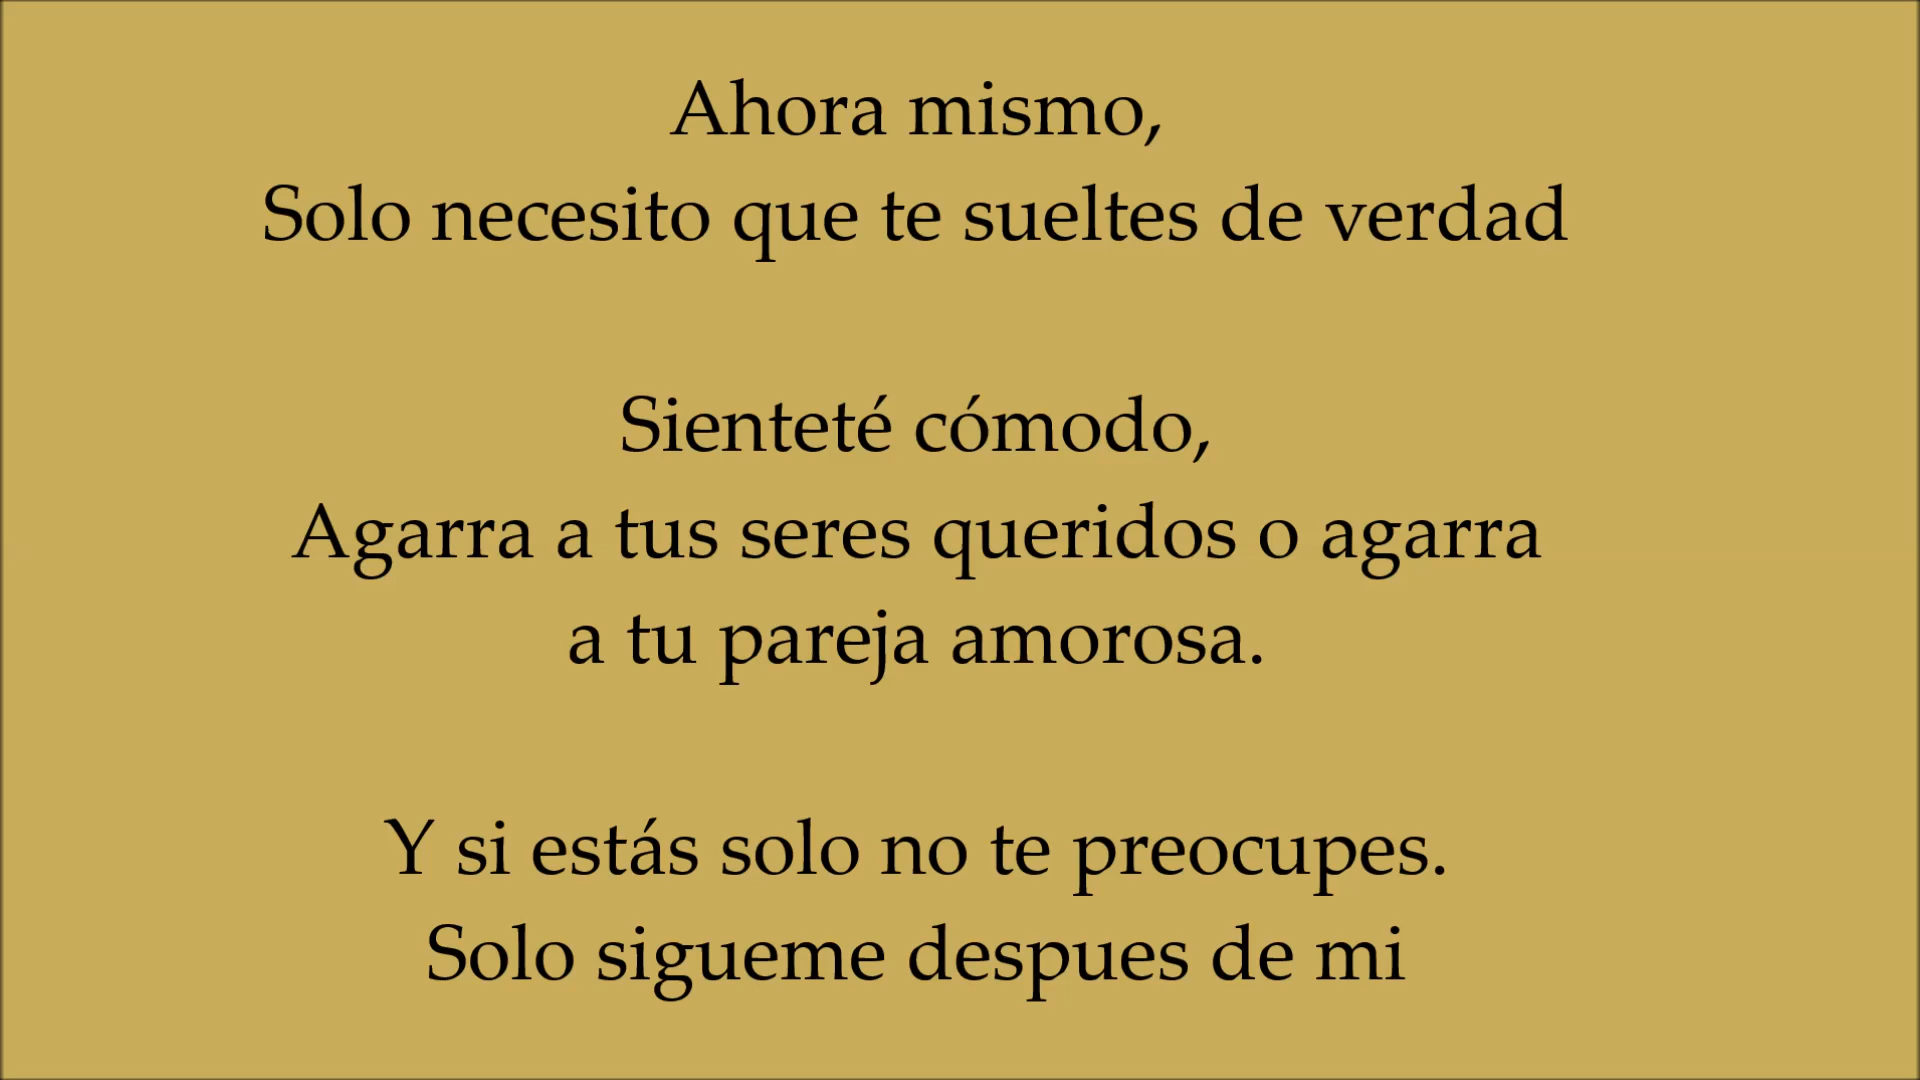 Ahora mismo,
Solo necesito que te sueltes de verdad
Sienteté cómodo,
Agarra a tus seres queridos o agarra
a tu pareja amorosa.
Y si estás solo no te preocupes.
Solo sigueme despues de mi